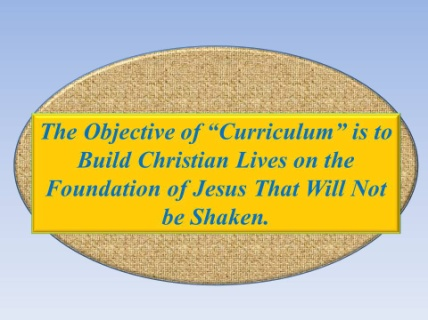 The Objective of “Curriculum” is to
Build Christian Lives on the
Foundation of Jesus That Will Not
be Shaken.